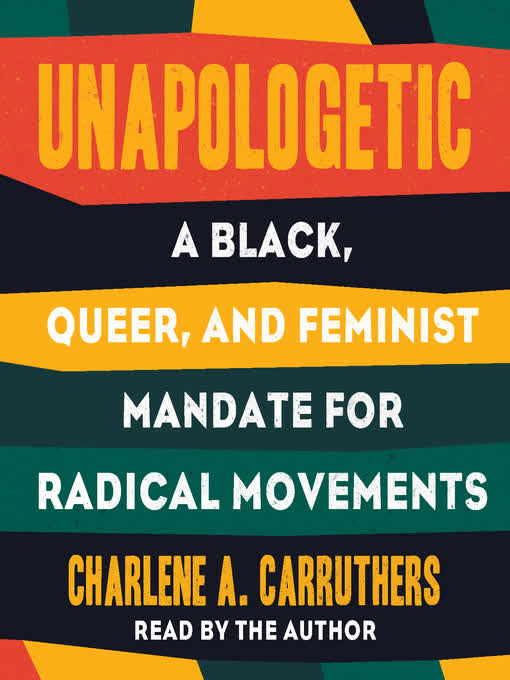 UNAPOLOGETIC
A BLACK,
QUEER, AND FEMINIST
MANDATE FOR
RADICAL MOVEMENTS
CHARLENE A. CARRUTHERS
READ BY THE AUTHOR